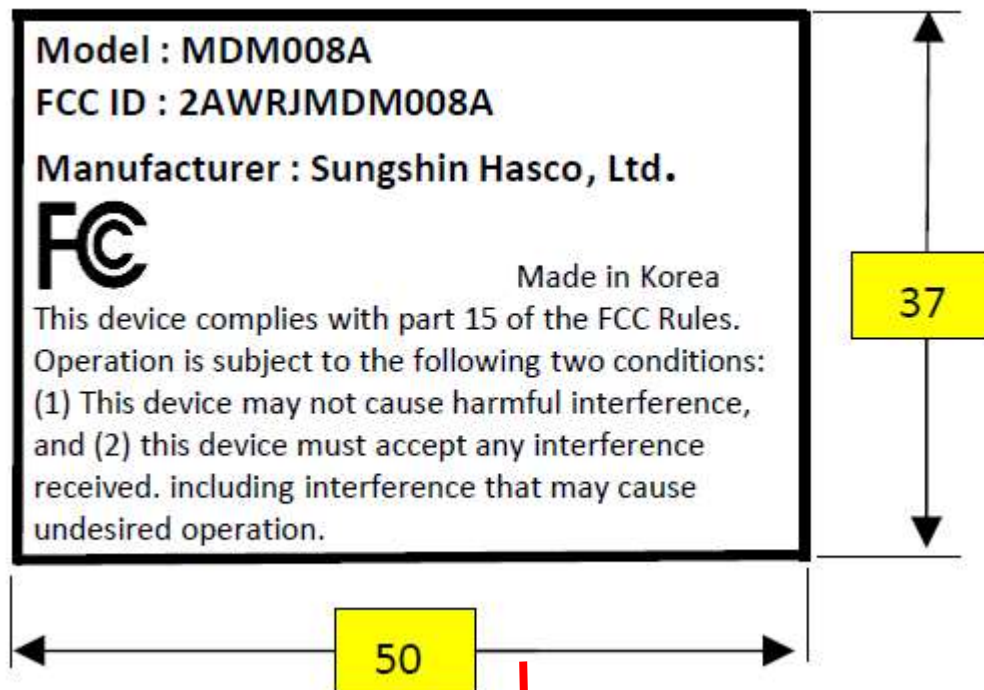 Model : MDM008A
FCC ID : 2AWRJMDM008A
Manufacturer : Sungshin Hasco, Ltd.
FCC
Made in Korea
This device complies with part 15 of the FCC Rules.
Operation is subject to the following two conditions:
(1) This device may not cause harmful interference,
and (2) this device must accept any interference
received. including interference that may cause
undesired operation.
37
50